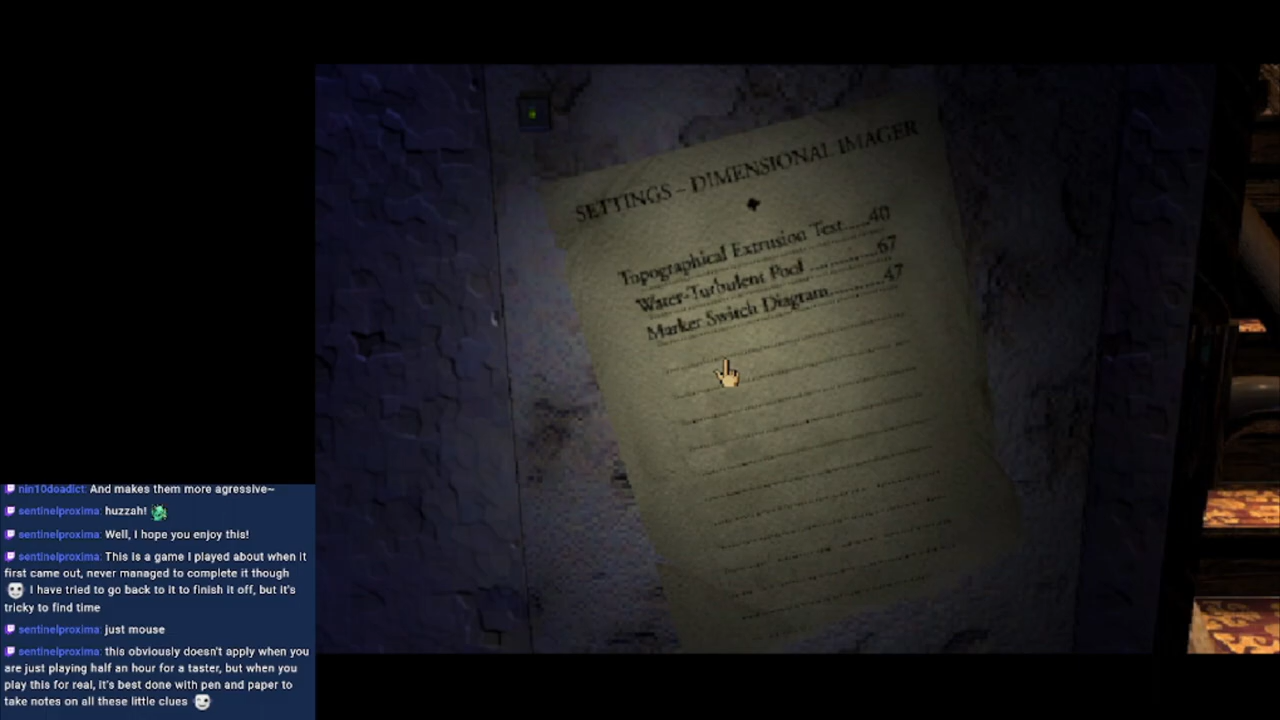 SETTINGS – DIMENSIONAL IMAGER
Topographical Extrusion Test.....40
Water-Turbulent Pool ..........67
Marker Switch Diagram..........47
nin10doadict: And makes them more agressive~
sentinelproxima: huzzah!
sentinelproxima: Well, I hope you enjoy this!
sentinelproxima: This is a game I played about when it
first came out, never managed to complete it though
I have tried to go back to it to finish it off, but it's
tricky to find time
sentinelproxima: just mouse
sentinelproxima: this obviously doesn't apply when you
are just playing half an hour for a taster, but when you
play this for real, it's best done with pen and paper to
take notes on all these little clues